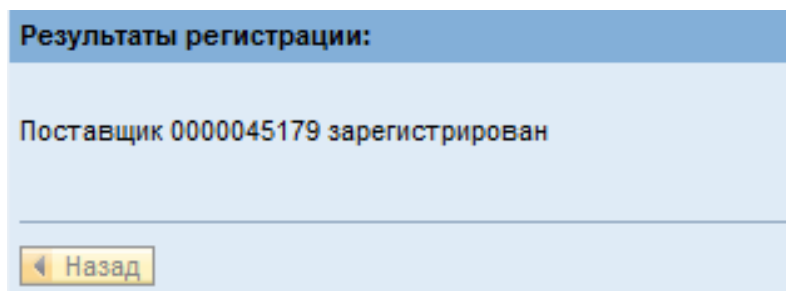 Результаты регистрации:
Поставщик 0000045179 зарегистрирован
Назад